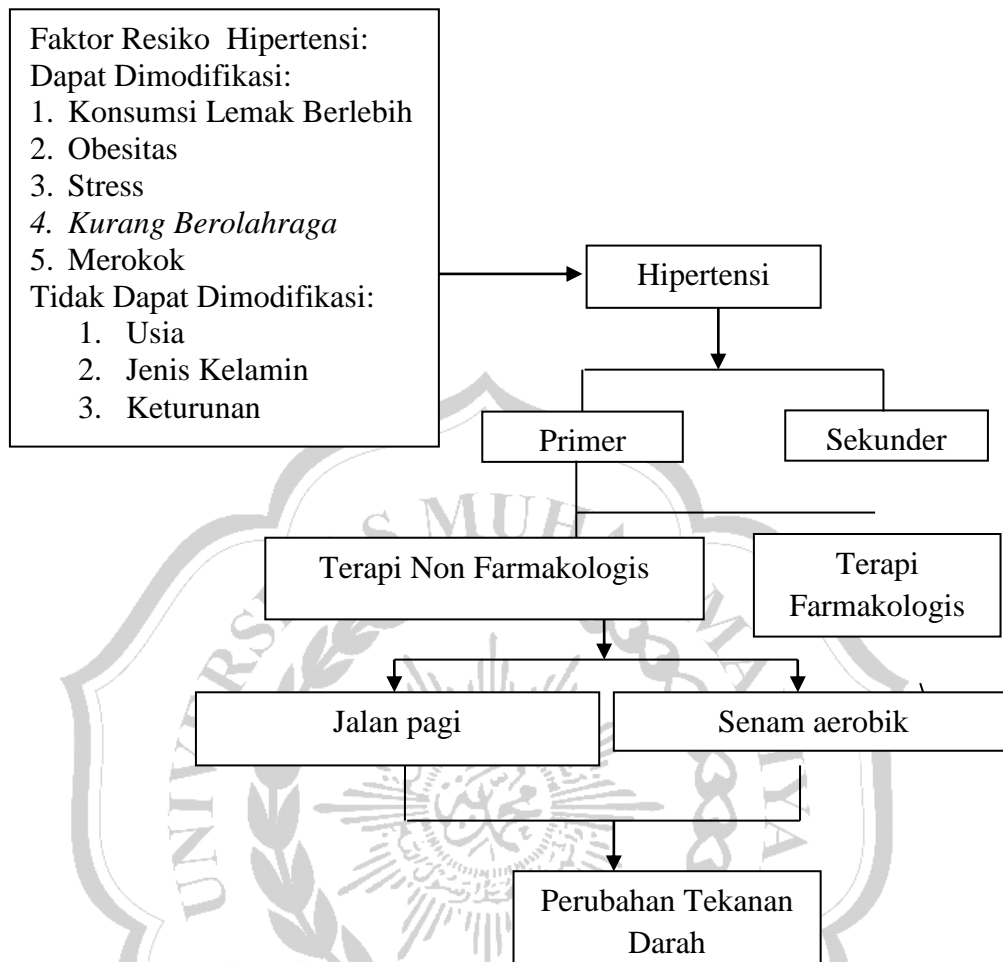 Faktor Resiko Hipertensi:
Dapat Dimodifikasi:
1. Konsumsi Lemak Berlebih
2. Obesitas
3. Stress
4. Kurang Berolahraga
5. Merokok
Tidak Dapat Dimodifikasi:
1. Usia
2. Jenis Kelamin
3. Keturunan
Hipertensi
Primer
Sekunder
Terapi Non Farmakologis
Terapi
Farmakologis
Jalan pagi
Senam aerobik
Perubahan Tekanan
Darah